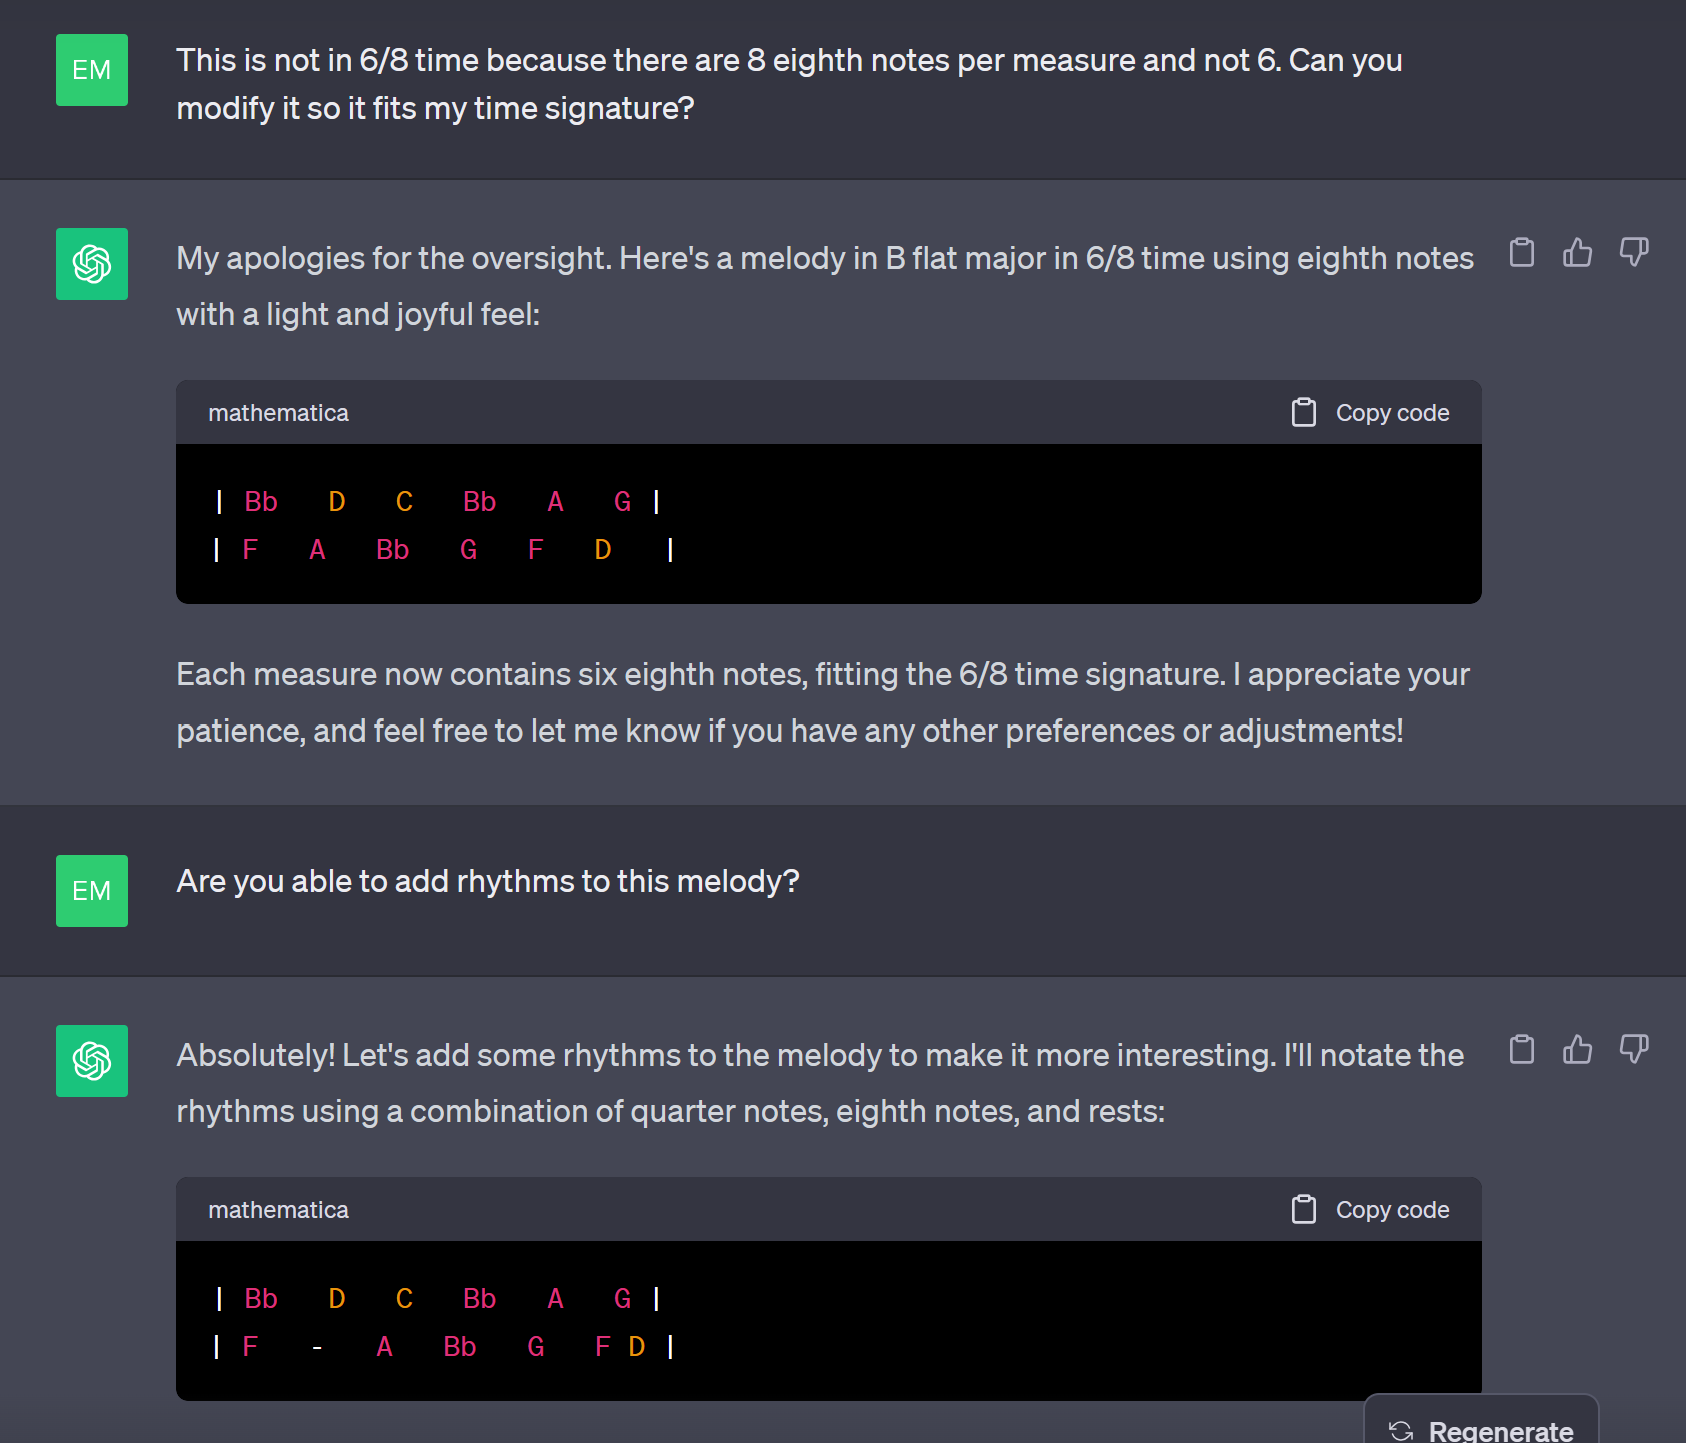 EM
This is not in 6/8 time because there are 8 eighth notes per measure and not 6. Can you
modify it so it fits my time signature?
My apologies for the oversight. Here's a melody in B flat major in 6/8 time using eighth notes
with a light and joyful feel:
mathematica
Copy code
| Bb   D   C   Bb   A   G |
| F   A   Bb   G   F   D   |
Each measure now contains six eighth notes, fitting the 6/8 time signature. I appreciate your
patience, and feel free to let me know if you have any other preferences or adjustments!
EM
Are you able to add rhythms to this melody?
Absolutely! Let's add some rhythms to the melody to make it more interesting. I'll notate the
rhythms using a combination of quarter notes, eighth notes, and rests:
mathematica
Copy code
| Bb   D   C   Bb   A   G |
| F   -   A   Bb   G   F D |
Regenerate